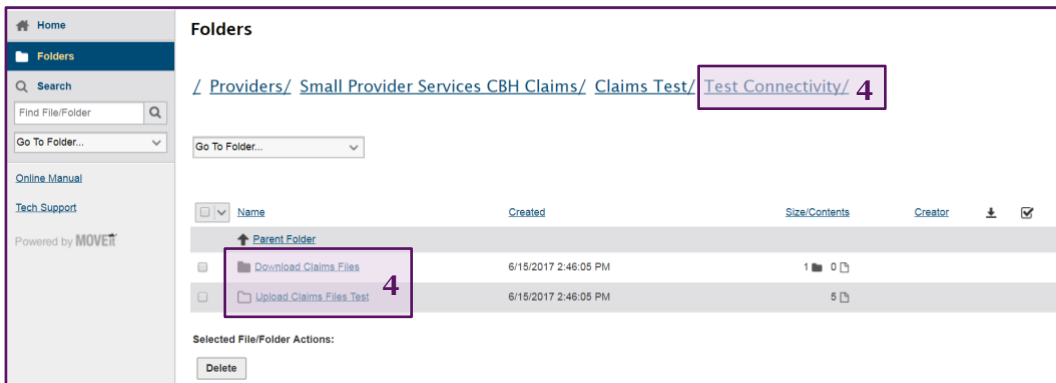 Home
Folders
Search
Find File/Folder
Go To Folder...
Online Manual
Tech Support
Powered by MOVEit
Folders
/ Providers/ Small Provider Services CBH Claims/ Claims Test/ Test Connectivity/ 4
Go To Folder...
Name Created Size/Contents Creator
Parent Folder
Download Claims Files 6/15/2017 2:46:05 PM 1 0
4
Upload Claims Files Test 6/15/2017 2:46:05 PM 5
Selected File/Folder Actions:
Delete